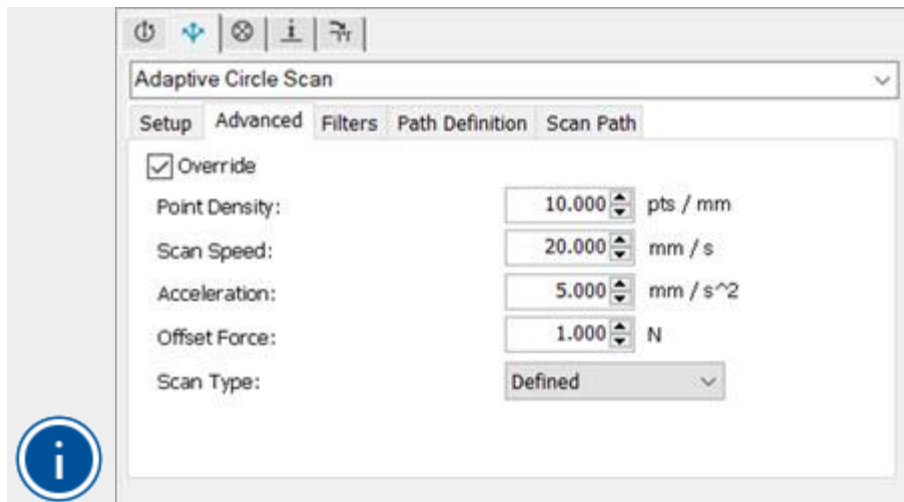 Adaptive Circle Scan
Setup Advanced Filters Path Definition Scan Path
Override
Point Density: 10.000 pts / mm
Scan Speed: 20.000 mm / s
Acceleration: 5.000 mm / s^2
Offset Force: 1.000 N
Scan Type: Defined
i